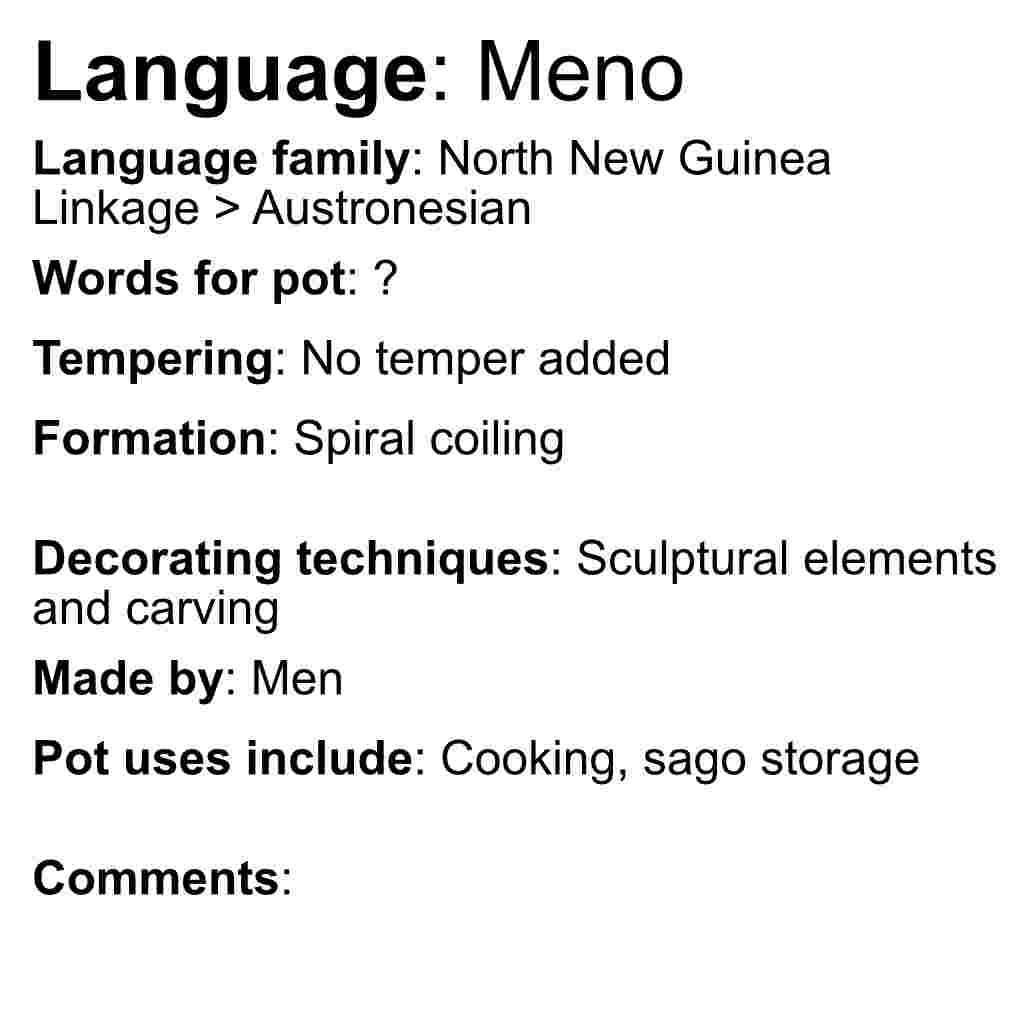 Language: Meno
Language family: North New Guinea
Linkage > Austronesian
Words for pot: ?
Tempering: No temper added
Formation: Spiral coiling
Decorating techniques: Sculptural elements
and carving
Made by: Men
Pot uses include: Cooking, sago storage
Comments: